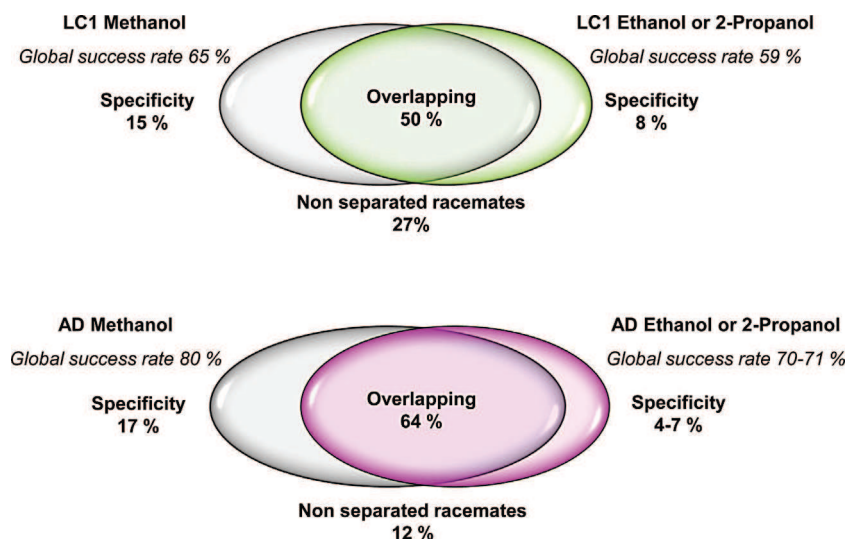 LC1 Methanol
Global success rate 65 %
Specificity
15 %
Overlapping
50 %
LC1 Ethanol or 2-Propanol
Global success rate 59 %
Specificity
8 %
Non separated racemates
27%
AD Methanol
Global success rate 80 %
Specificity
17 %
Overlapping
64 %
AD Ethanol or 2-Propanol
Global success rate 70-71 %
Specificity
4-7 %
Non separated racemates
12 %